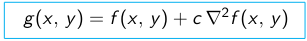 g(x, y) = f(x, y) + c ∇²f(x, y)